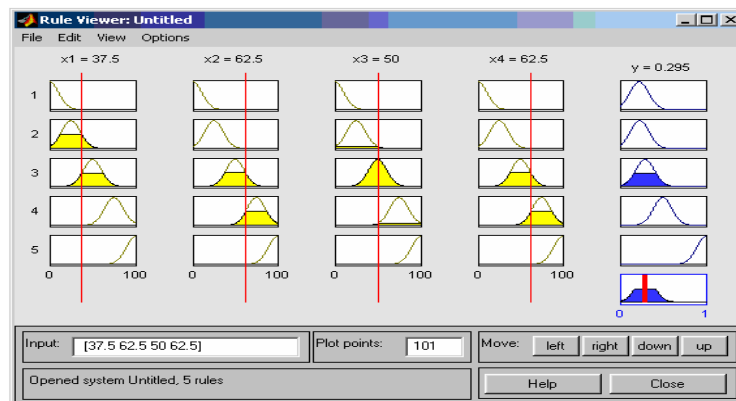 Rule Viewer: Untitled
File Edit View Options
x1 = 37.5 x2 = 62.5 x3 = 50 x4 = 62.5 y = 0.295
1
2
3
4
5
0 100 0 100 0 100 0 100
0 1
Input: [37.5 62.5 50 62.5] Plot points: 101 Move: left right down up
Opened system Untitled, 5 rules Help Close